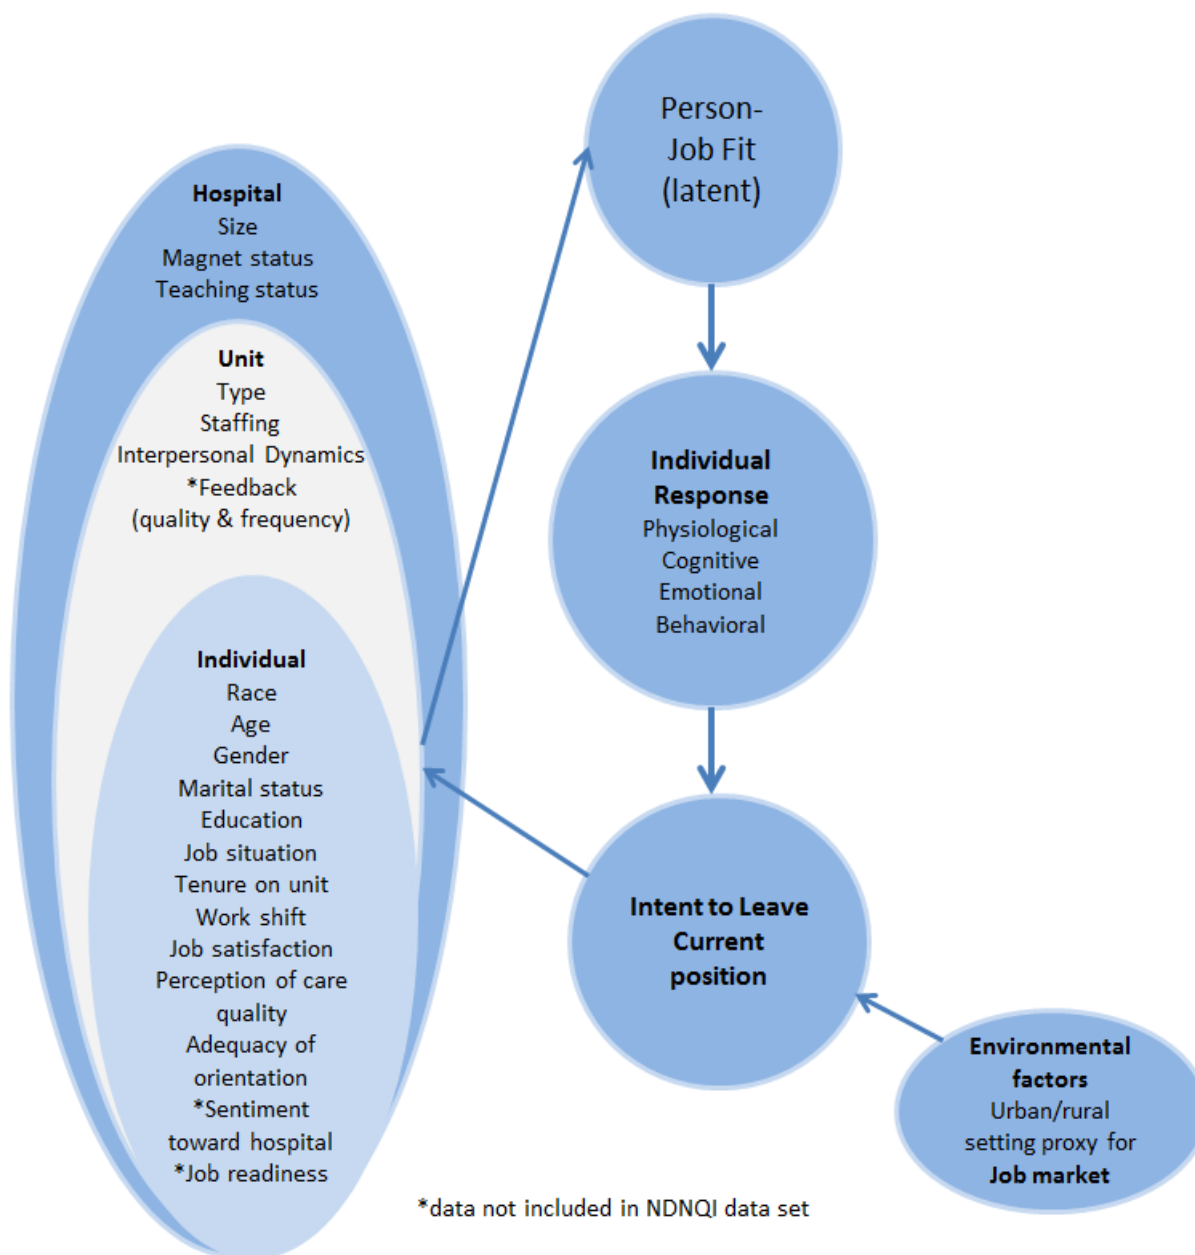 Hospital
Size
Magnet status
Teaching status
Unit
Type
Staffing
Interpersonal Dynamics
*Feedback
(quality & frequency)
Individual
Race
Age
Gender
Marital status
Education
Job situation
Tenure on unit
Work shift
Job satisfaction
Perception of care
quality
Adequacy of
orientation
*Sentiment
toward hospital
*Job readiness
Person-
Job Fit
(latent)
Individual
Response
Physiological
Cognitive
Emotional
Behavioral
Intent to Leave
Current
position
Environmental
factors
Urban/rural
setting proxy for
Job market
*data not included in NDNQI data set